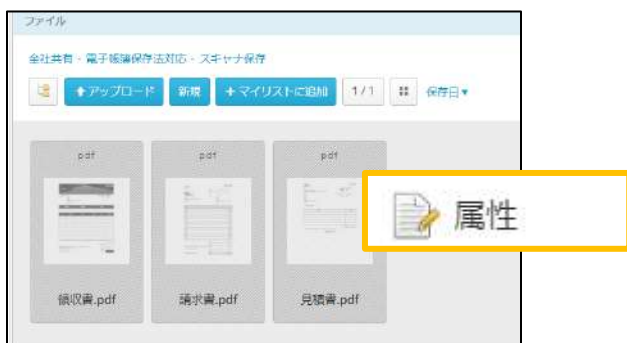 ファイル
全社共有 - 電子帳簿保存法対応 - スキャナ保存
アップロード 新規 +マイリストに追加 1/1 保存日▼
pdf pdf pdf
属性
領収書.pdf 請求書.pdf 見積書.pdf